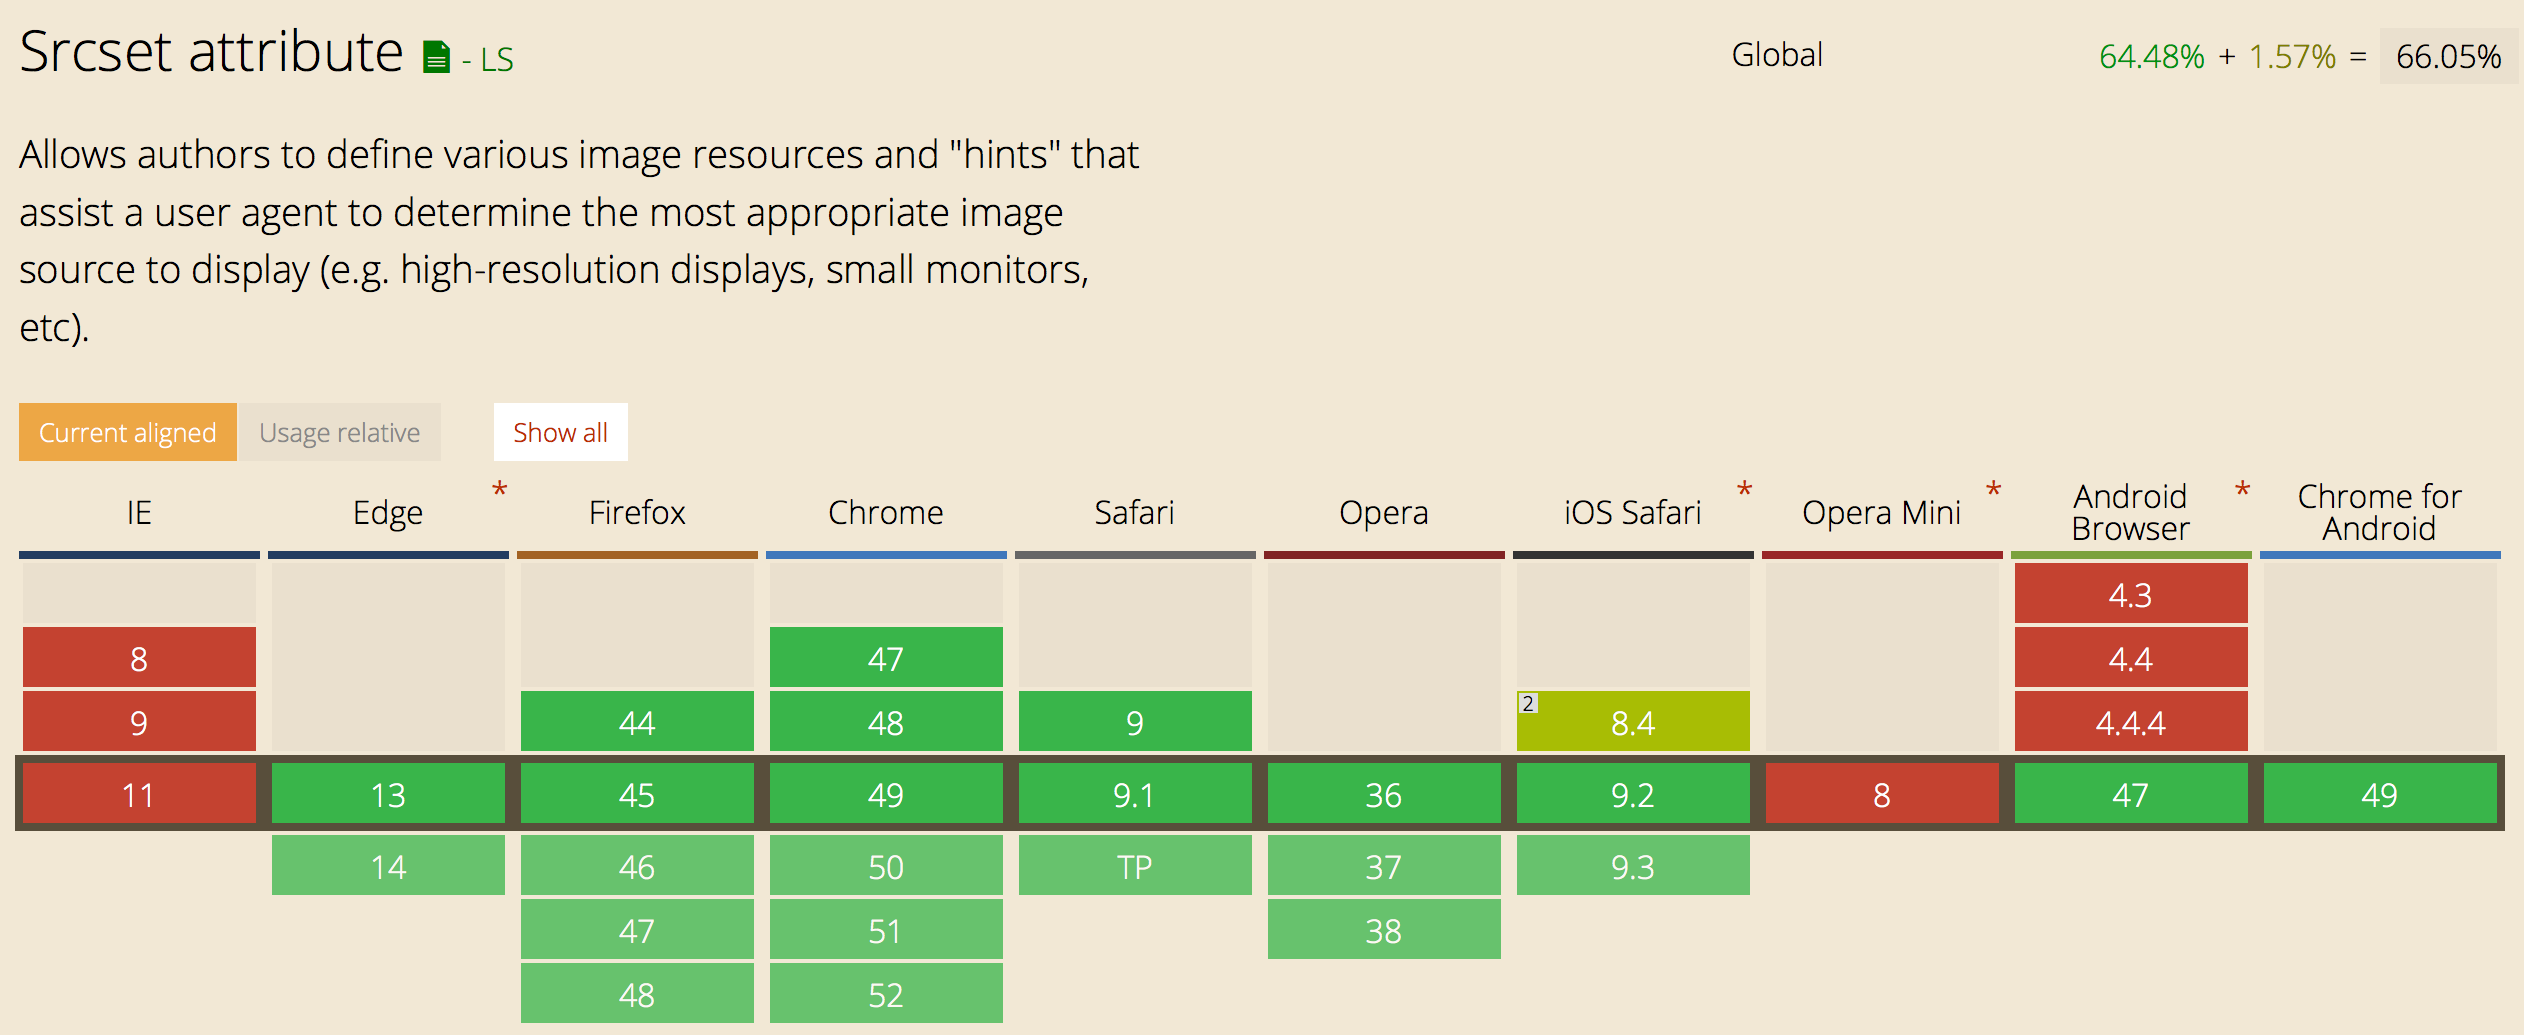 Srcset attribute - LS
Global 64.48% + 1.57% = 66.05%
Allows authors to define various image resources and "hints" that
assist a user agent to determine the most appropriate image
source to display (e.g. high-resolution displays, small monitors,
etc).
Current aligned Usage relative Show all
IE Edge * Firefox Chrome Safari Opera iOS Safari * Opera Mini * Android Browser * Chrome for Android
4.3
8 47 4.4
9 44 48 9 2 8.4 4.4.4
11 13 45 49 9.1 36 9.2 8 47 49
14 46 50 TP 37 9.3
47 51 38
48 52